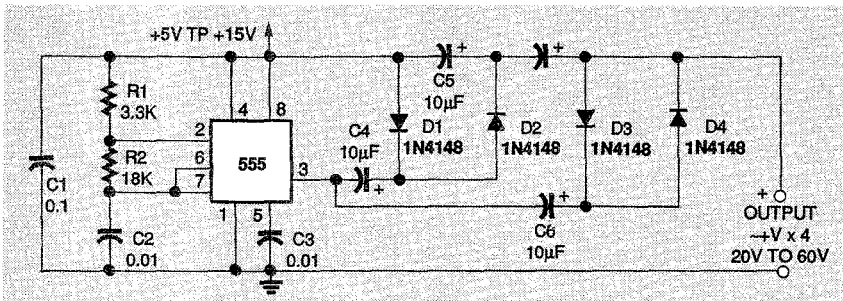 +5V TP +15V
R1
3.3K
R2
18K
C1
0.1
C2
0.01
C3
0.01
4
8
2
6
7
555
3
1
5
C4
10µF
C5
10µF
D1
1N4148
D2
1N4148
D3
1N4148
D4
1N4148
C6
10µF
+
+
+
+
+
OUTPUT
~+V x 4
20V TO 60V